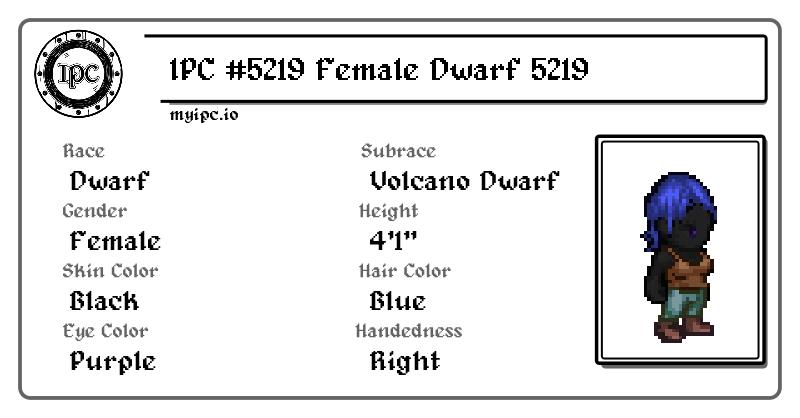 IPC
IPC #5219 Female Dwarf 5219
myipc.io
Race
Dwarf
Subrace
Volcano Dwarf
Gender
Female
Height
4'1"
Skin Color
Black
Hair Color
Blue
Eye Color
Purple
Handedness
Right